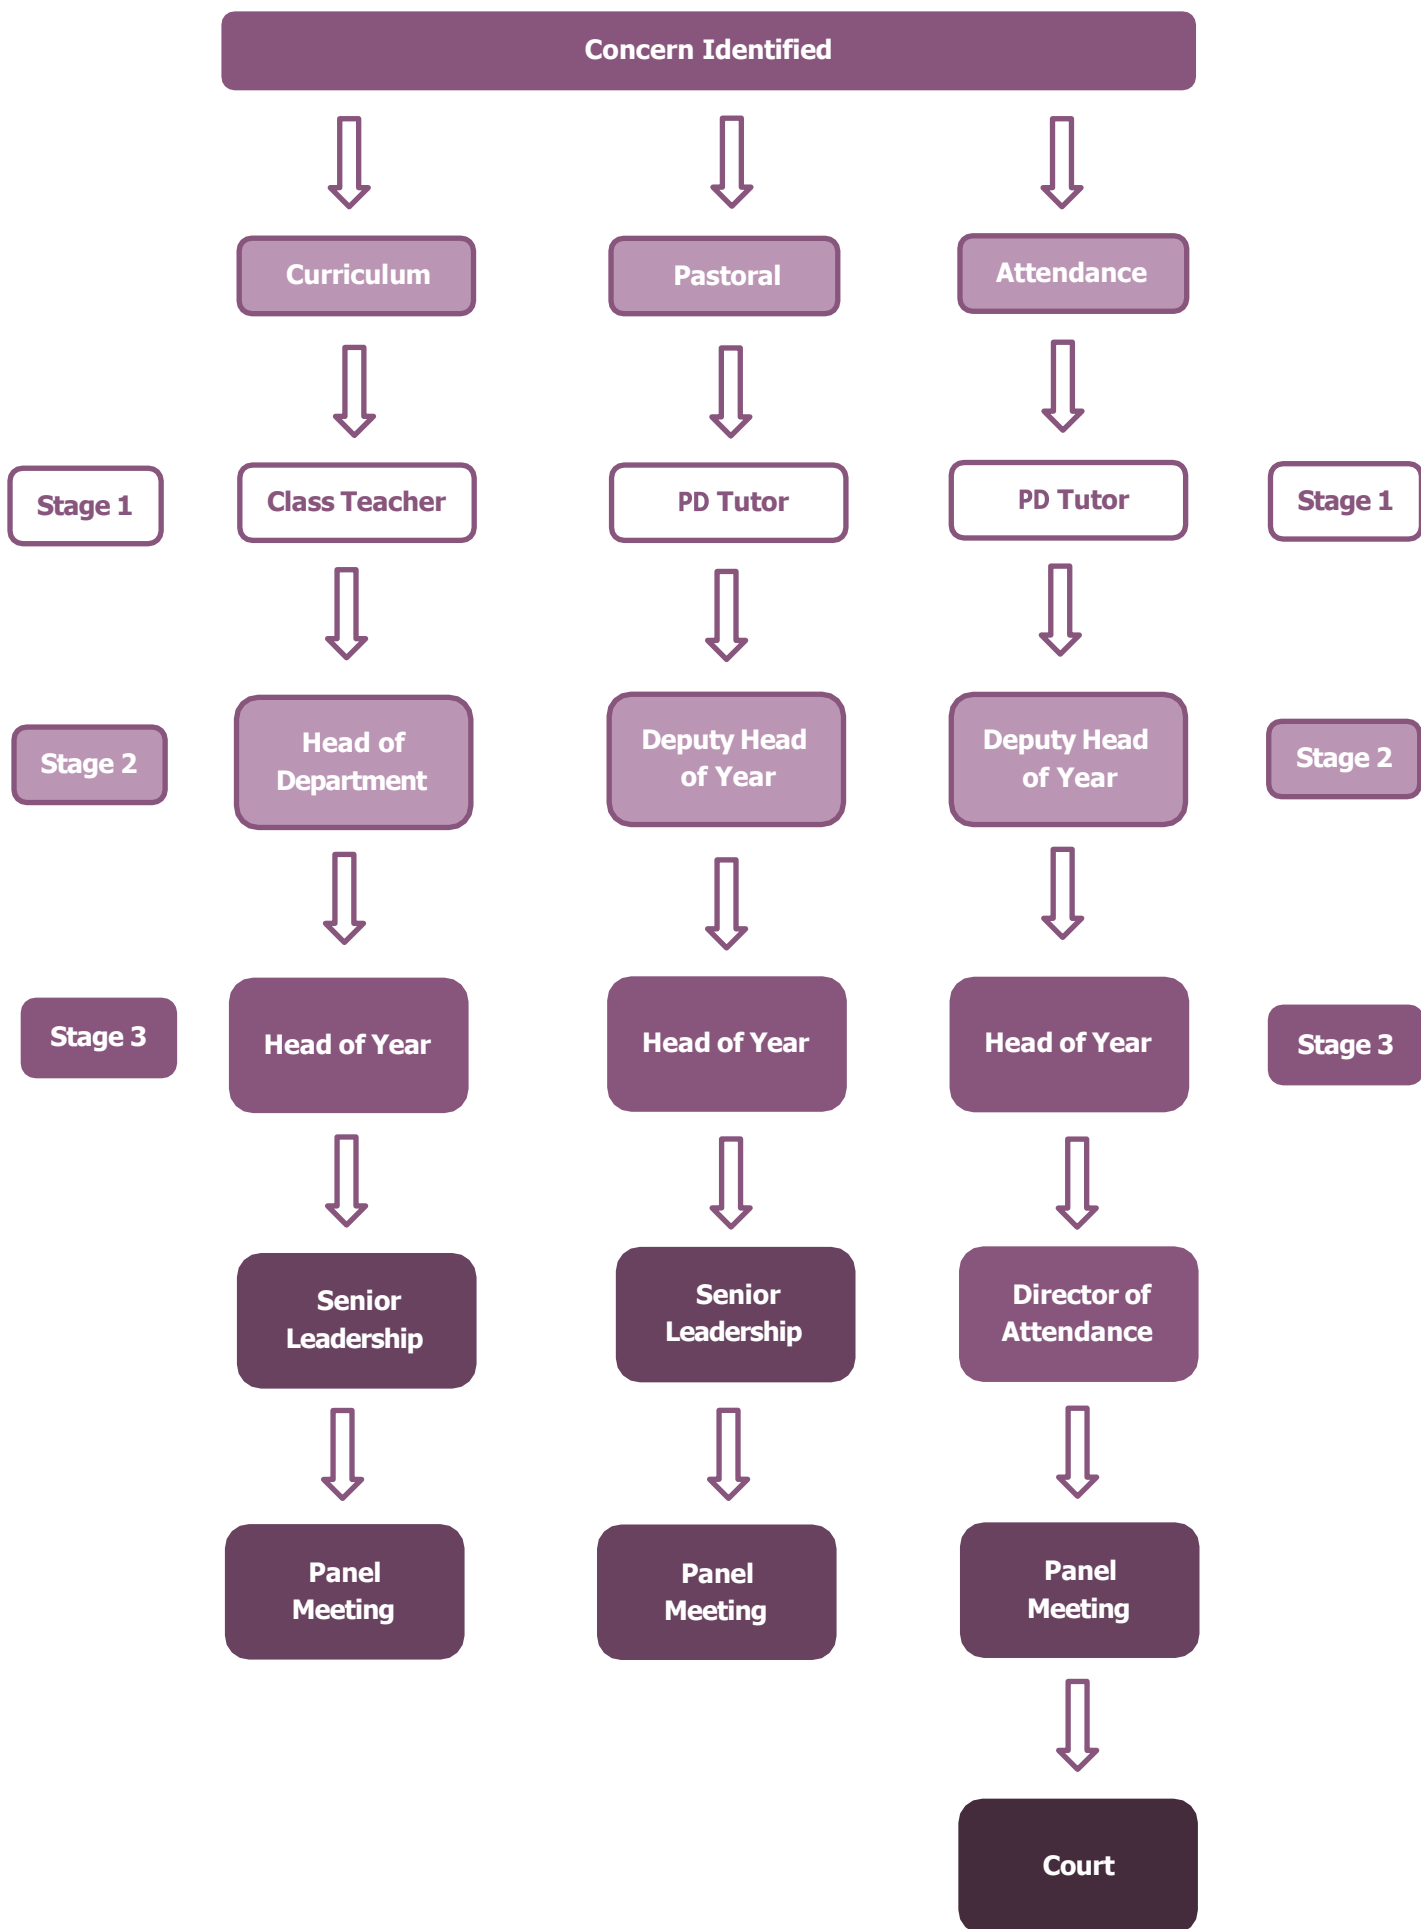 Concern Identified
Curriculum
Pastoral
Attendance
Stage 1
Class Teacher
PD Tutor
PD Tutor
Stage 1
Stage 2
Head of
Department
Deputy Head
of Year
Deputy Head
of Year
Stage 2
Stage 3
Head of Year
Head of Year
Head of Year
Stage 3
Senior
Leadership
Senior
Leadership
Director of
Attendance
Panel
Meeting
Panel
Meeting
Panel
Meeting
Court